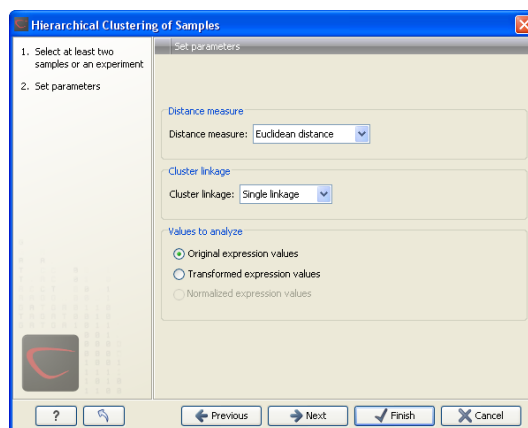 Hierarchical Clustering of Samples
1. Select at least two
samples or an experiment
2. Set parameters
Set parameters
Distance measure
Distance measure: Euclidean distance
Cluster linkage
Cluster linkage: Single linkage
Values to analyze
Original expression values
Transformed expression values
Normalized expression values
?
Previous
Next
Finish
Cancel